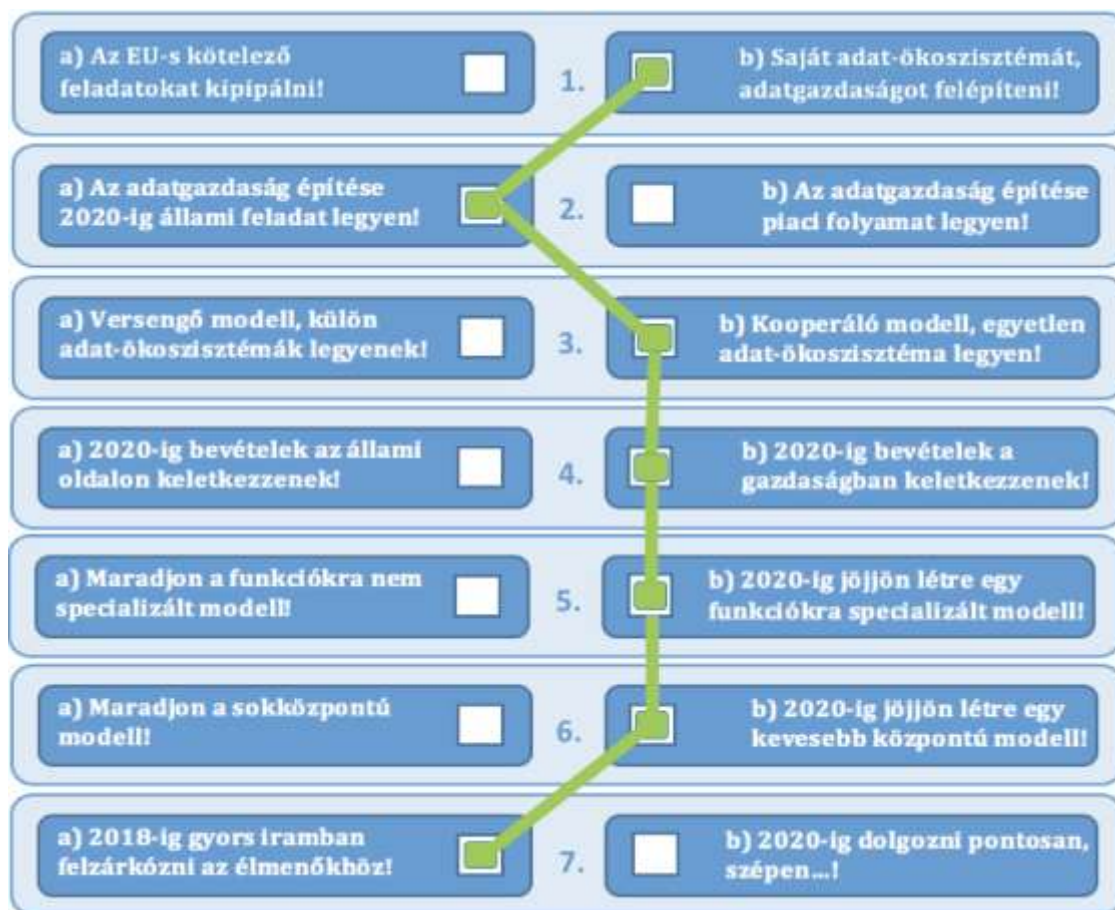 a) Az EU-s kötelező
feladatokat kipipálni!
1.
b) Saját adat-ökoszisztémát,
adatgazdaságot felépíteni!
a) Az adatgazdaság építése
2020-ig állami feladat legyen!
2.
b) Az adatgazdaság építése
piaci folyamat legyen!
a) Versengő modell, külön
adat-ökoszisztémák legyenek!
3.
b) Kooperáló modell, egyetlen
adat-ökoszisztéma legyen!
a) 2020-ig bevételek az állami
oldalon keletkezzenek!
4.
b) 2020-ig bevételek a
gazdaságban keletkezzenek!
a) Maradjon a funkciókra nem
specializált modell!
5.
b) 2020-ig jöjjön létre egy
funkciókra specializált modell!
a) Maradjon a sokközpontú
modell!
6.
b) 2020-ig jöjjön létre egy
kevesebb központú modell!
a) 2018-ig gyors iramban
felzárkózni az élmenőkhöz!
7.
b) 2020-ig dolgozni pontosan,
szépen...!